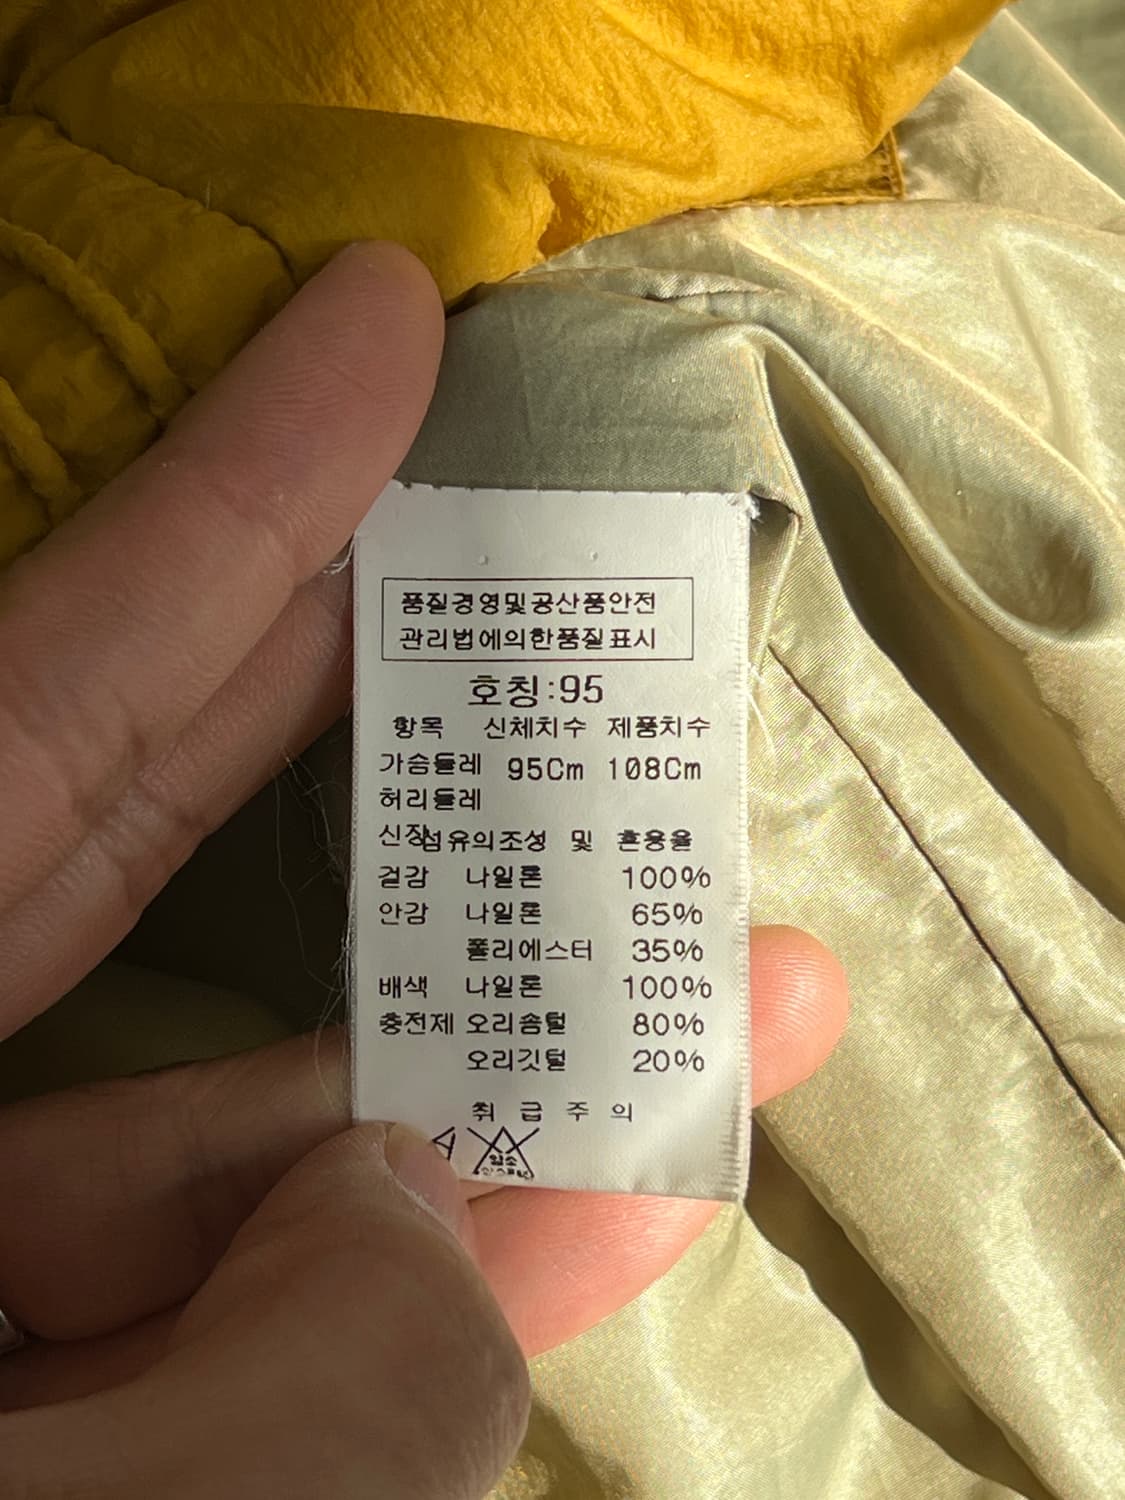 품질경영및공산품안전
관리법에의한품질표시
호칭:95
항목 신체치수 제품치수
가슴둘레 95Cm 108Cm
허리둘레
신장섬유의조성 및 혼용율
겉감 나일론 100%
안감 나일론 65%
폴리에스터 35%
배색 나일론 100%
충전제 오리솜털 80%
오리깃털 20%
취급주의
염소